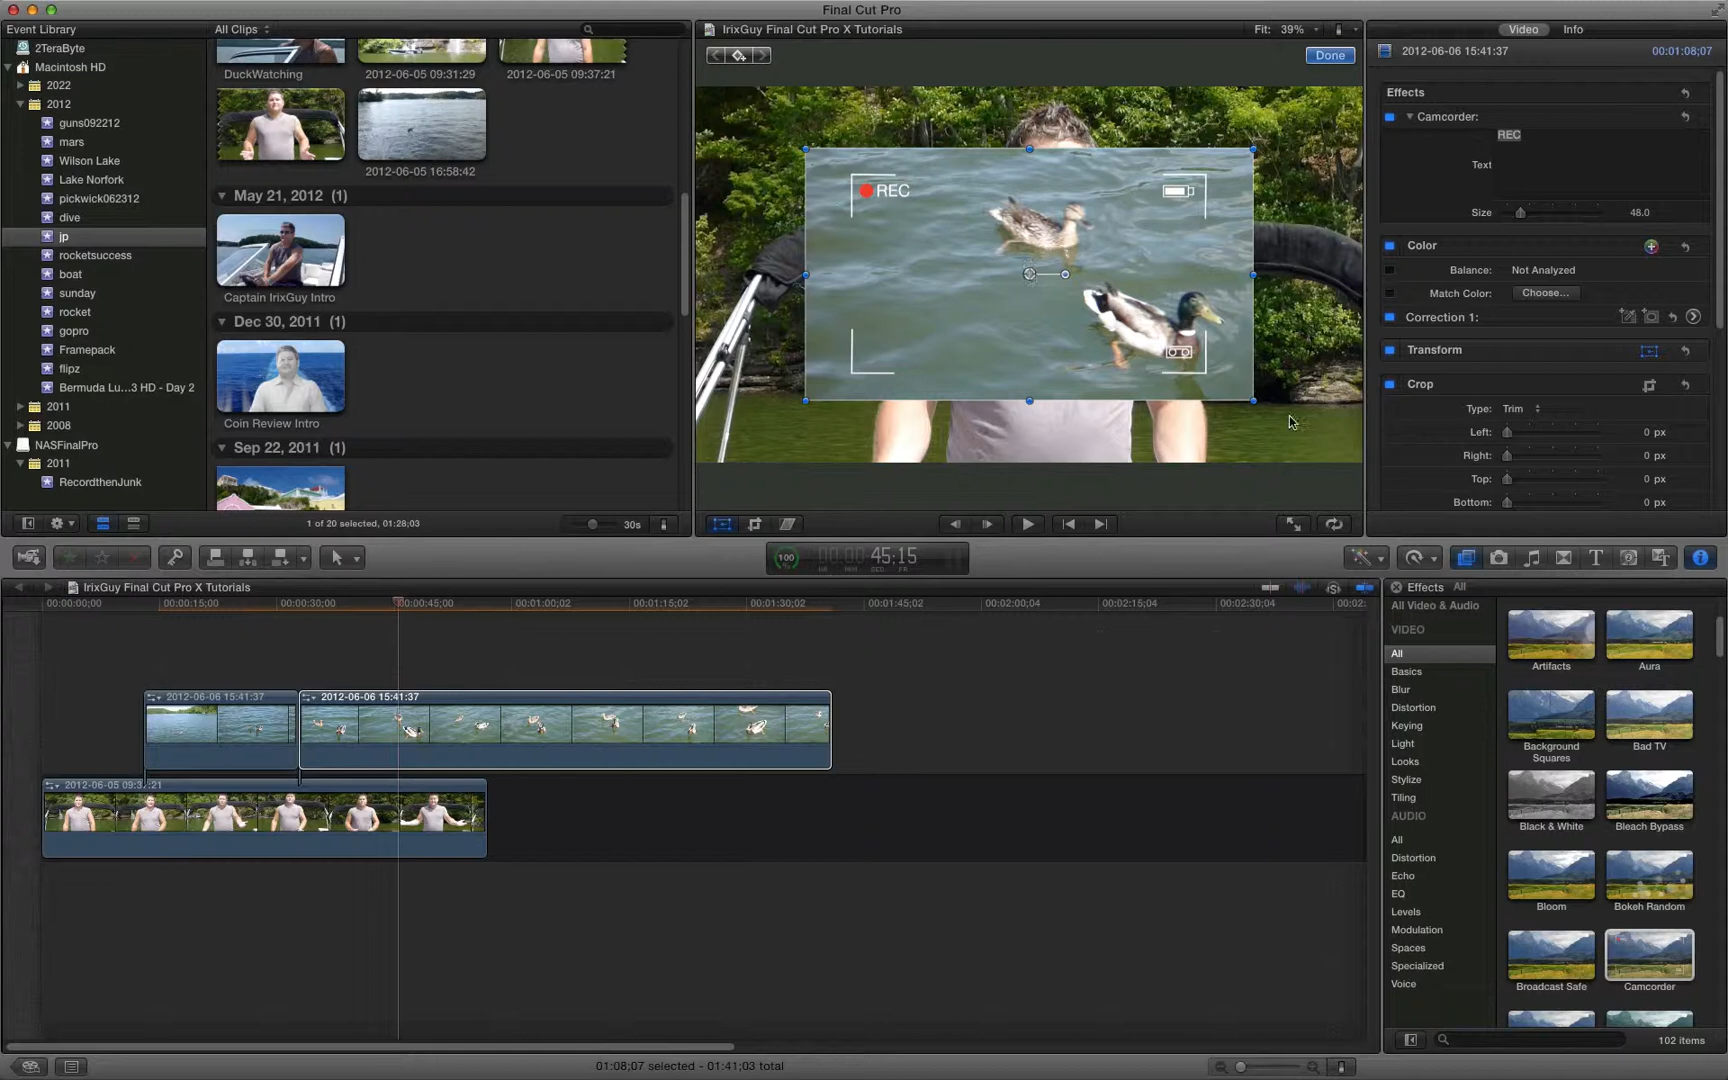 Final Cut Pro
Event Library
All Clips
IrixGuy Final Cut Pro X Tutorials
Fit: 39%
Video
Info
2TeraByte
Macintosh HD
2022
2012
guns092212
mars
Wilson Lake
Lake Norfork
pickwick062312
dive
jp
rocketsuccess
boat
sunday
rocket
gopro
Framepack
flipz
Bermuda Lu...3 HD - Day 2
2011
2008
NASFinalPro
2011
RecordthenJunk
DuckWatching
2012-06-05 09:31:29
2012-06-05 09:37:21
2012-06-05 16:58:42
May 21, 2012 (1)
Captain IrixGuy Intro
Dec 30, 2011 (1)
Coin Review Intro
Sep 22, 2011 (1)
1 of 20 selected, 01:28;03
30s
Done
REC
2012-06-06 15:41:37
00:01:08;07
Effects
Camcorder:
REC
Text
Size
48.0
Color
Balance: Not Analyzed
Match Color: Choose...
Correction 1:
Transform
Crop
Type: Trim
Left: 0 px
Right: 0 px
Top: 0 px
Bottom: 0 px
100
45;15
HR MIN SEC FR
IrixGuy Final Cut Pro X Tutorials
00:00:00;00
00:00:15;00
00:00:30;00
00:00:45;00
00:01:00;02
00:01:15;02
00:01:30;02
00:01:45;02
00:02:00;04
00:02:15;04
00:02:30;04
2012-06-06 15:41:37
2012-06-06 15:41:37
01:08;07 selected - 01:41;03 total
Effects
All
All Video & Audio
VIDEO
All
Basics
Blur
Distortion
Keying
Light
Looks
Stylize
Tiling
AUDIO
All
Distortion
Echo
EQ
Levels
Modulation
Spaces
Specialized
Voice
Artifacts
Aura
Background Squares
Bad TV
Black & White
Bleach Bypass
Bloom
Bokeh Random
Broadcast Safe
Camcorder
102 items